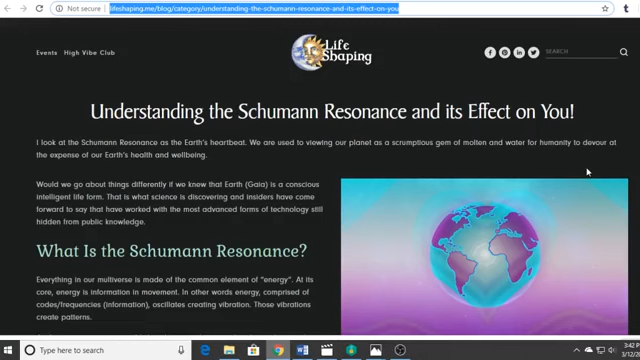 Not secure
lifeshaping.me/blog/category/understanding-the-schumann-resonance-and-its-effect-on-you
Events High Vibe Club
Life
Shaping
SEARCH
Understanding the Schumann Resonance and its Effect on You!
I look at the Schumann Resonance as the Earth's heartbeat. We are used to viewing our planet as a scrumptious gem of molten and water for humanity to devour at
the expense of our Earth's health and wellbeing.
Would we go about things differently if we knew that Earth (Gaia) is a conscious
intelligent life form. That is what science is discovering and insiders have come
forward to say that have worked with the most advanced forms of technology still
hidden from public knowledge.
What Is the Schumann Resonance?
Everything in our multiverse is made of the common element of "energy". At its
core, energy is information in movement. In other words energy, comprised of
codes/frequencies (information), oscillates creating vibration. Those vibrations
create patterns.
Type here to search
3:42 P